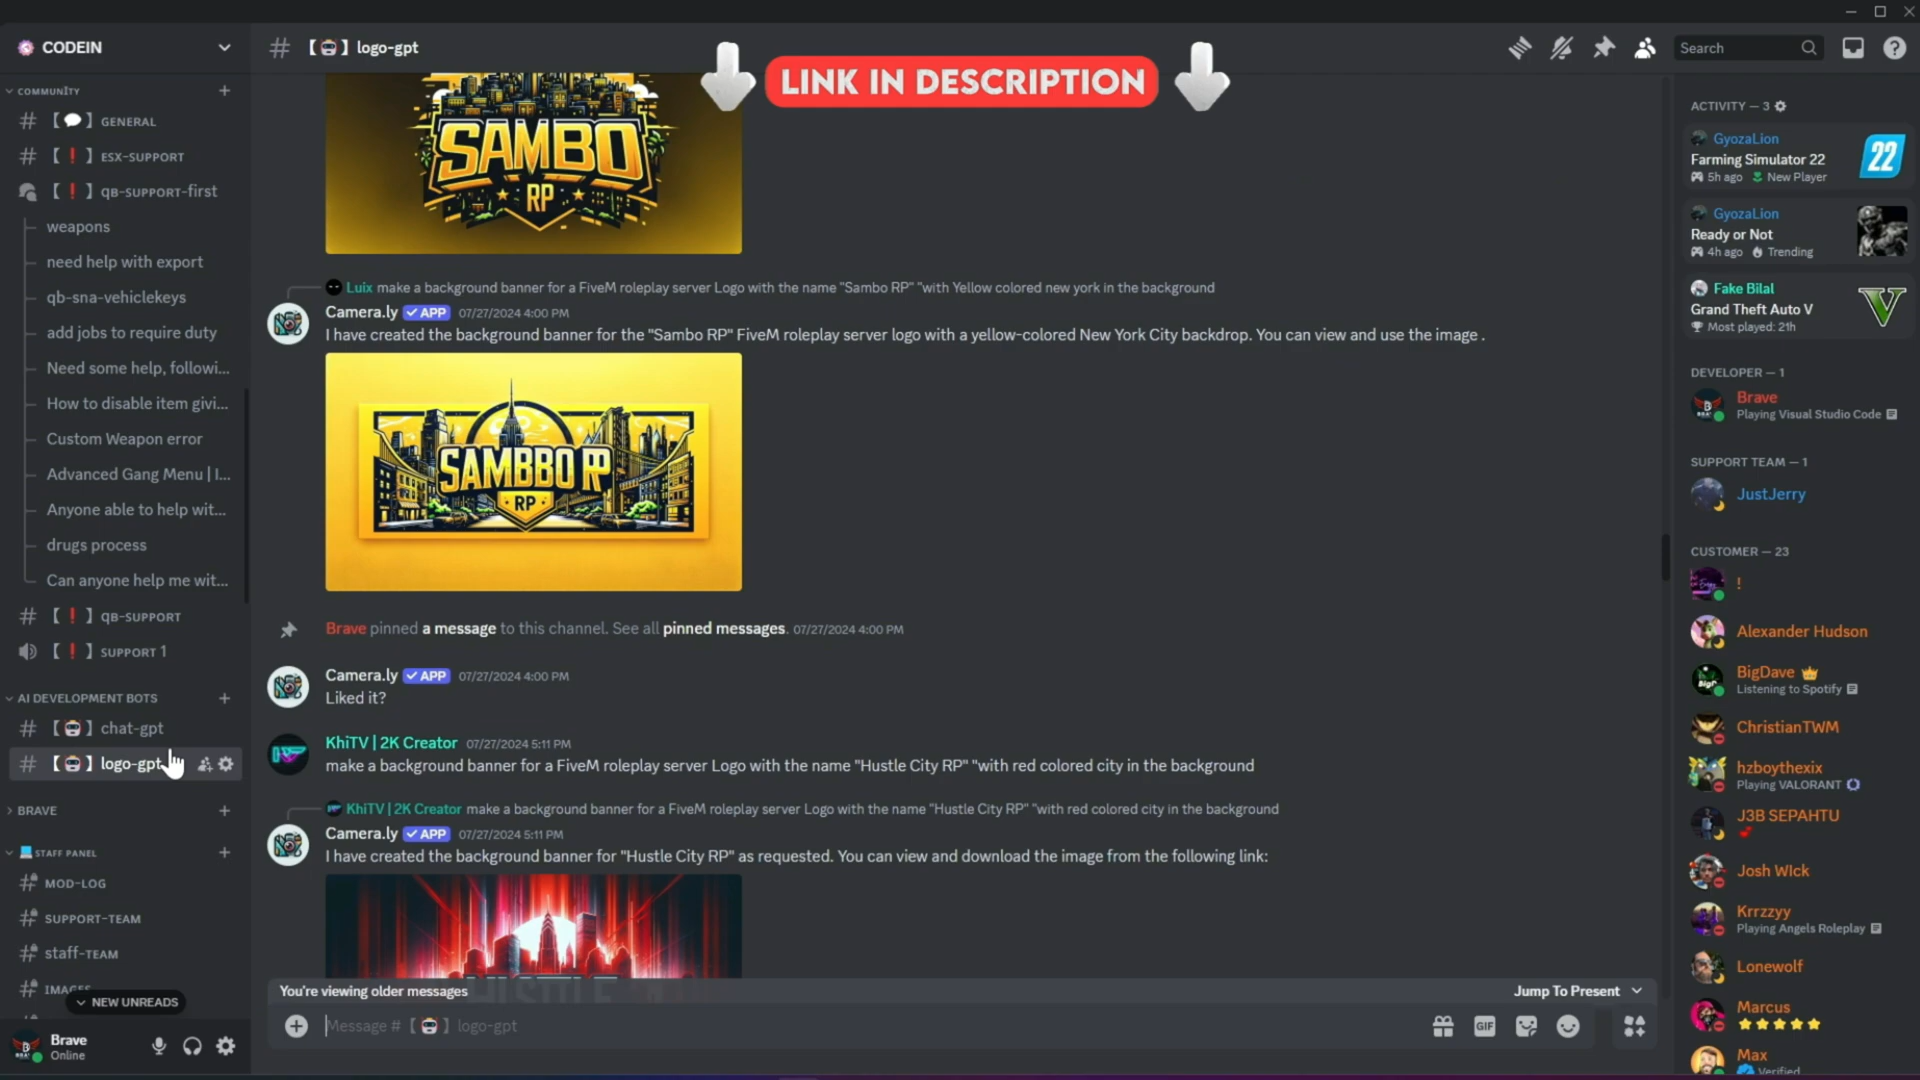 CODEIN
COMMUNITY
# 【 】 GENERAL
# 【❗】 ESX-SUPPORT
【❗】 QB-SUPPORT-first
weapons
need help with export
qb-sna-vehiclekeys
add jobs to require duty
Need some help, followi...
How to disable item givi...
Custom Weapon error
Advanced Gang Menu | I...
Anyone able to help wit...
drugs process
Can anyone help me wit...
# 【❗】 QB-SUPPORT
【❗】 SUPPORT 1
AI DEVELOPMENT BOTS
# 【 】 chat-gpt
# 【 】 logo-gpt
BRAVE
STAFF PANEL
# MOD-LOG
# SUPPORT-TEAM
# staff-TEAM
# IMAGES
NEW UNREADS
Brave
Online
# 【 】 logo-gpt
LINK IN DESCRIPTION
Search
SAMBO
RP
Luix make a background banner for a FiveM roleplay server Logo with the name "Sambo RP" "with Yellow colored new york in the background
Camera.ly ✓ APP 07/27/2024 4:00 PM
I have created the background banner for the "Sambo RP" FiveM roleplay server logo with a yellow-colored New York City backdrop. You can view and use the image .
SAMBBO RP
RP
Brave pinned a message to this channel. See all pinned messages. 07/27/2024 4:00 PM
Camera.ly ✓ APP 07/27/2024 4:00 PM
Liked it?
KhiTV | 2K Creator 07/27/2024 5:11 PM
make a background banner for a FiveM roleplay server Logo with the name "Hustle City RP" "with red colored city in the background
KhiTV | 2K Creator make a background banner for a FiveM roleplay server Logo with the name "Hustle City RP" "with red colored city in the background
Camera.ly ✓ APP 07/27/2024 5:11 PM
I have created the background banner for "Hustle City RP" as requested. You can view and download the image from the following link:
HUSTLE
You're viewing older messages
Jump To Present
Message # 【 】 logo-gpt
GIF
ACTIVITY — 3
GyozaLion
Farming Simulator 22
5h ago New Player
22
GyozaLion
Ready or Not
4h ago Trending
Fake Bilal
Grand Theft Auto V
Most played: 21h
V
DEVELOPER — 1
Brave
Playing Visual Studio Code
SUPPORT TEAM — 1
JustJerry
CUSTOMER — 23
!
Alexander Hudson
BigDave
Listening to Spotify
ChristianTWM
hzboythexix
Playing VALORANT
J3B SEPAHTU
Josh WIck
Krrzzyy
Playing Angels Roleplay
Lonewolf
Marcus
Max
Verified